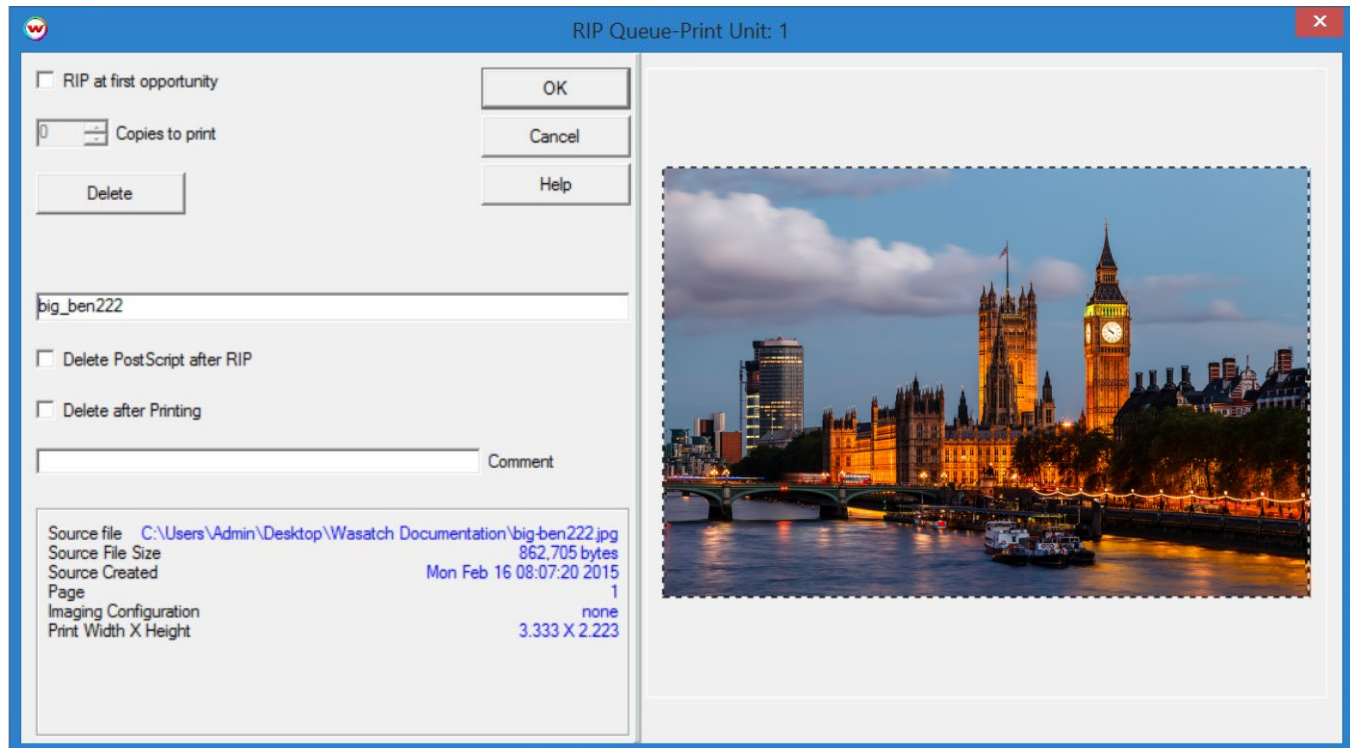 RIP Queue-Print Unit: 1
RIP at first opportunity
OK
0 Copies to print
Cancel
Delete
Help
big_ben222
Delete PostScript after RIP
Delete after Printing
Comment
Source file C:\Users\Admin\Desktop\Wasatch Documentation\big-ben222.jpg
Source File Size 862,705 bytes
Source Created Mon Feb 16 08:07:20 2015
Page 1
Imaging Configuration none
Print Width X Height 3.333 X 2.223